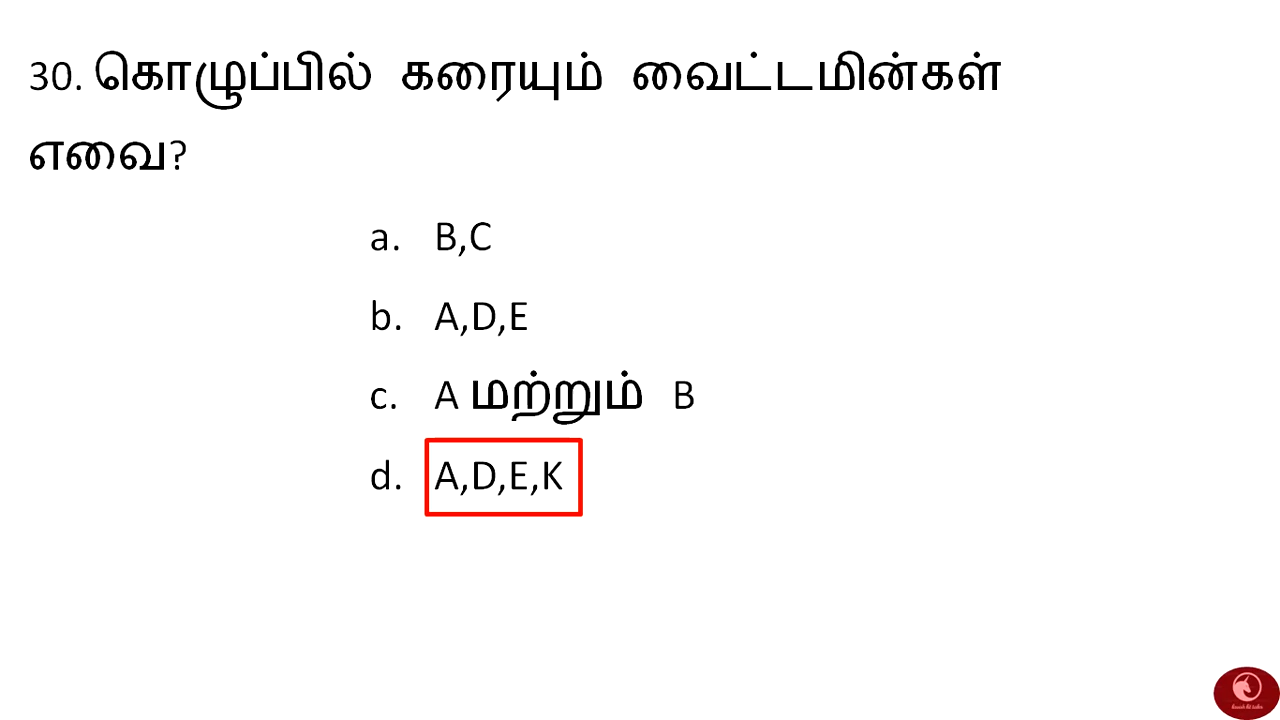 30. கொழுப்பில் கரையும் வைட்டமின்கள்
எவை?
a. B,C
b. A,D,E
c. A மற்றும் B
d. A,D,E,K